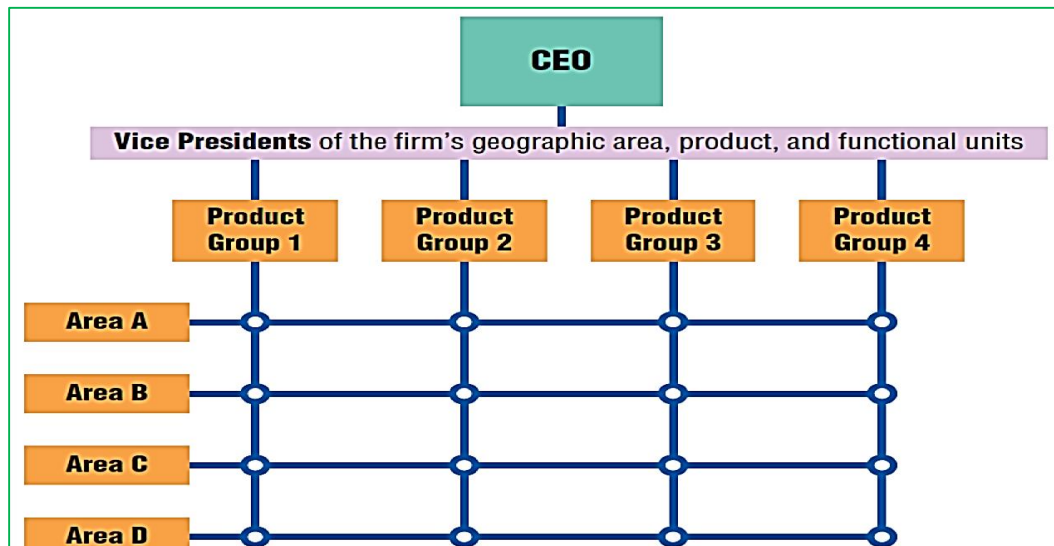 CEO
Vice Presidents of the firm's geographic area, product, and functional units
Product
Group 1
Product
Group 2
Product
Group 3
Product
Group 4
Area A
Area B
Area C
Area D